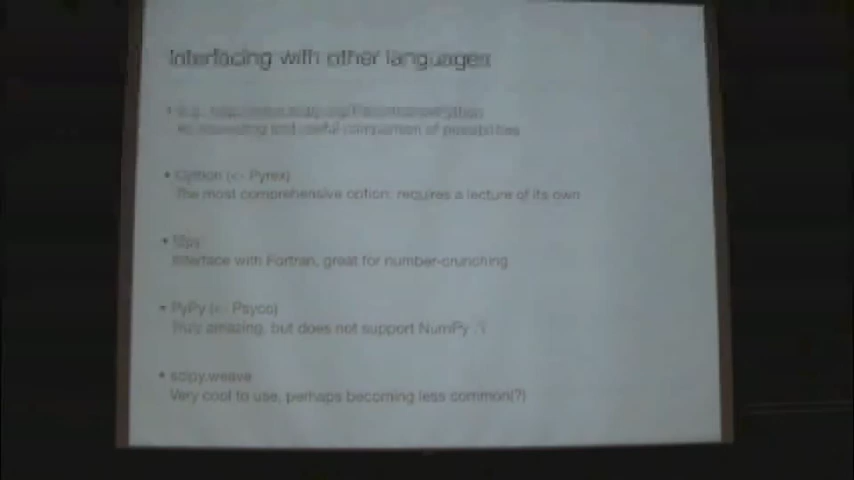 Interfacing with other languages
• e.g.
An interesting and useful comparison of possibilities
• Cython (<- Pyrex)
The most comprehensive option, requires a lecture of its own
• f2py
Interface with Fortran, great for number-crunching
• PyPy (<- Psyco)
Truly amazing, but does not support NumPy
• scipy.weave
Very cool to use, perhaps becoming less common(?)